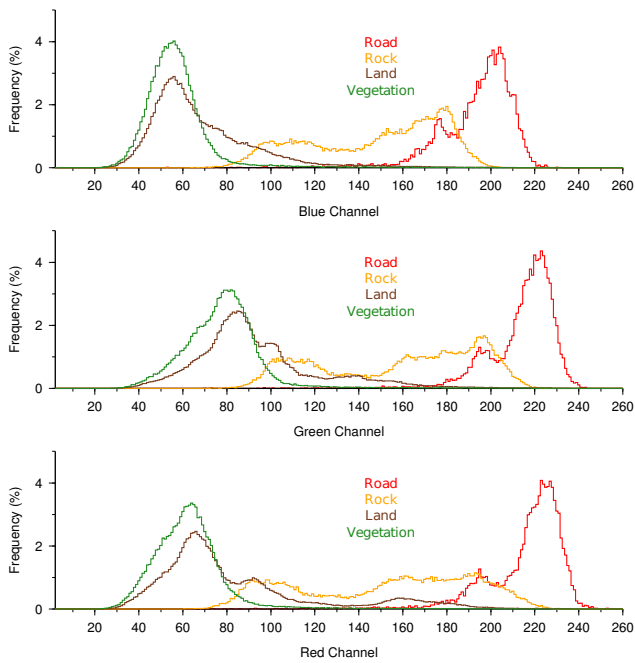 Frequency (%)
4
2
0
Road
Rock
Land
Vegetation
20 40 60 80 100 120 140 160 180 200 220 240 260
Blue Channel
Frequency (%)
4
2
0
Road
Rock
Land
Vegetation
20 40 60 80 100 120 140 160 180 200 220 240 260
Green Channel
Frequency (%)
4
2
0
Road
Rock
Land
Vegetation
20 40 60 80 100 120 140 160 180 200 220 240 260
Red Channel